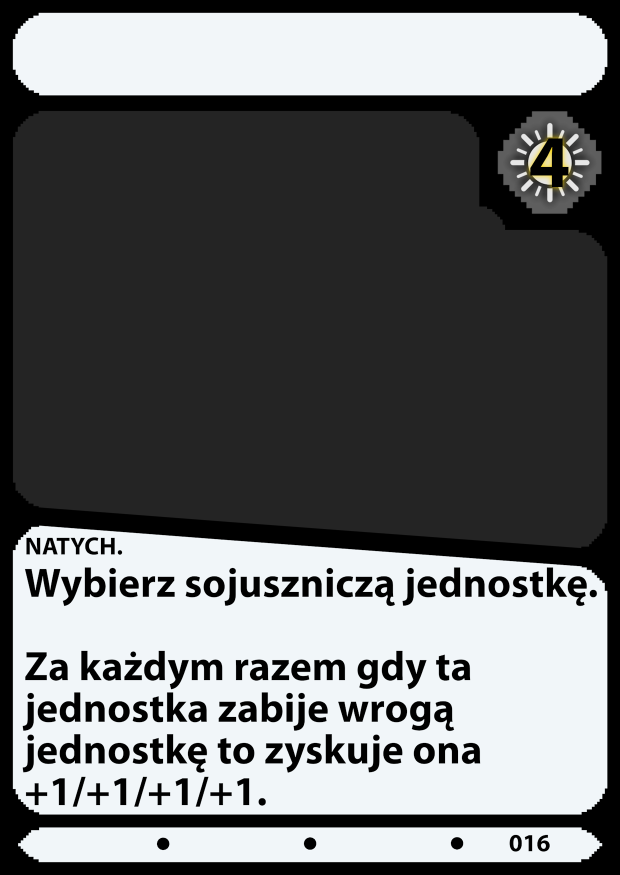 4
NATYCH.
Wybierz sojuszniczą jednostkę.
Za każdym razem gdy ta
jednostka zabije wrogą
jednostkę to zyskuje ona
+1/+1/+1/+1.
016